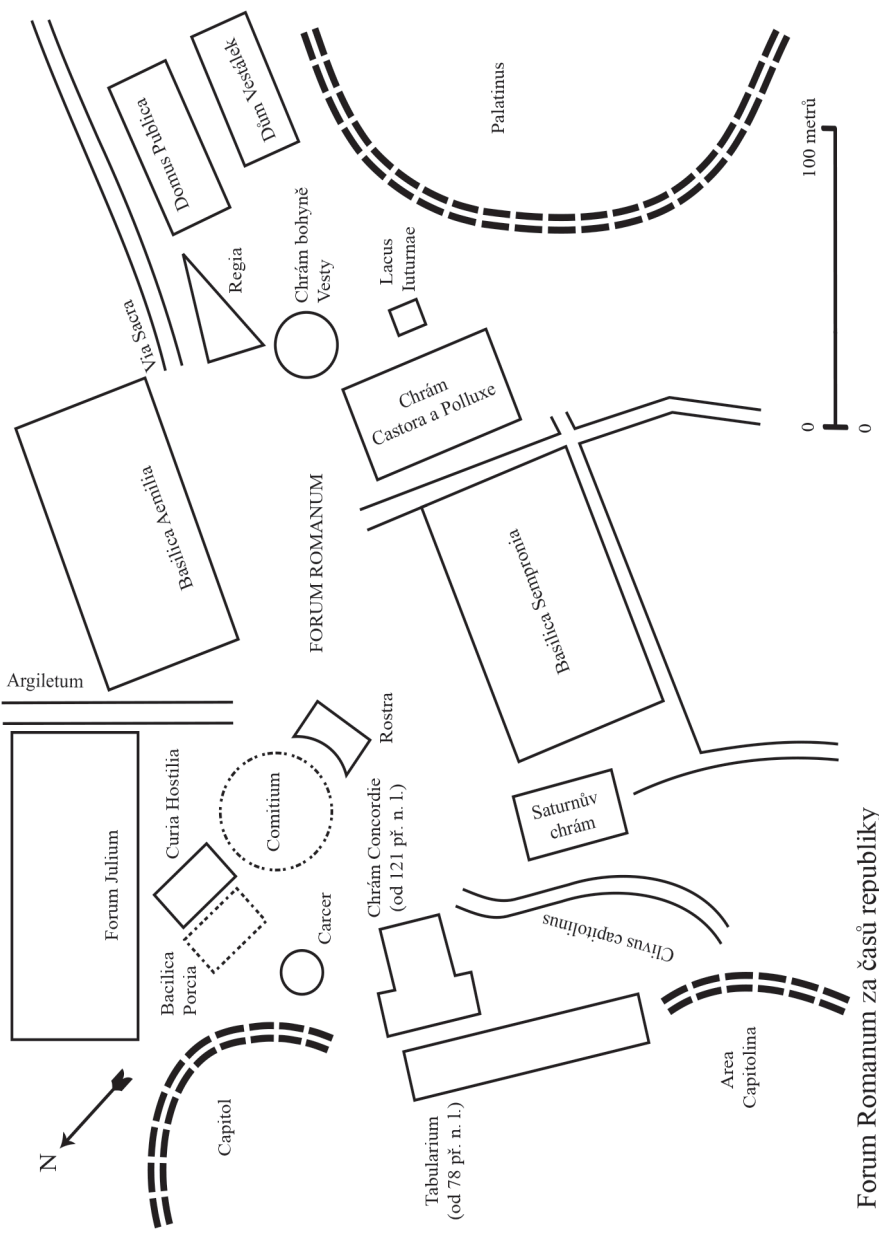 Forum Romanum za časů republiky
N
Capitol
Tabularium
(od 78 př. n. l.)
Area
Capitolina
Forum Julium
Bacilica
Porcia
Curia Hostilia
Carcer
Comitium
Chrám Concordie
(od 121 př. n. l.)
Clivus capitolinus
Rostra
Saturnův
chrám
Argiletum
Basilica Aemilia
FORUM ROMANUM
Basilica Sempronia
Via Sacra
Regia
Chrám bohyně
Vesty
Chrám
Castora a Polluxe
Lacus
Iuturnae
Domus Publica
Dům Vestálek
Palatinus
0
100 metrů
0